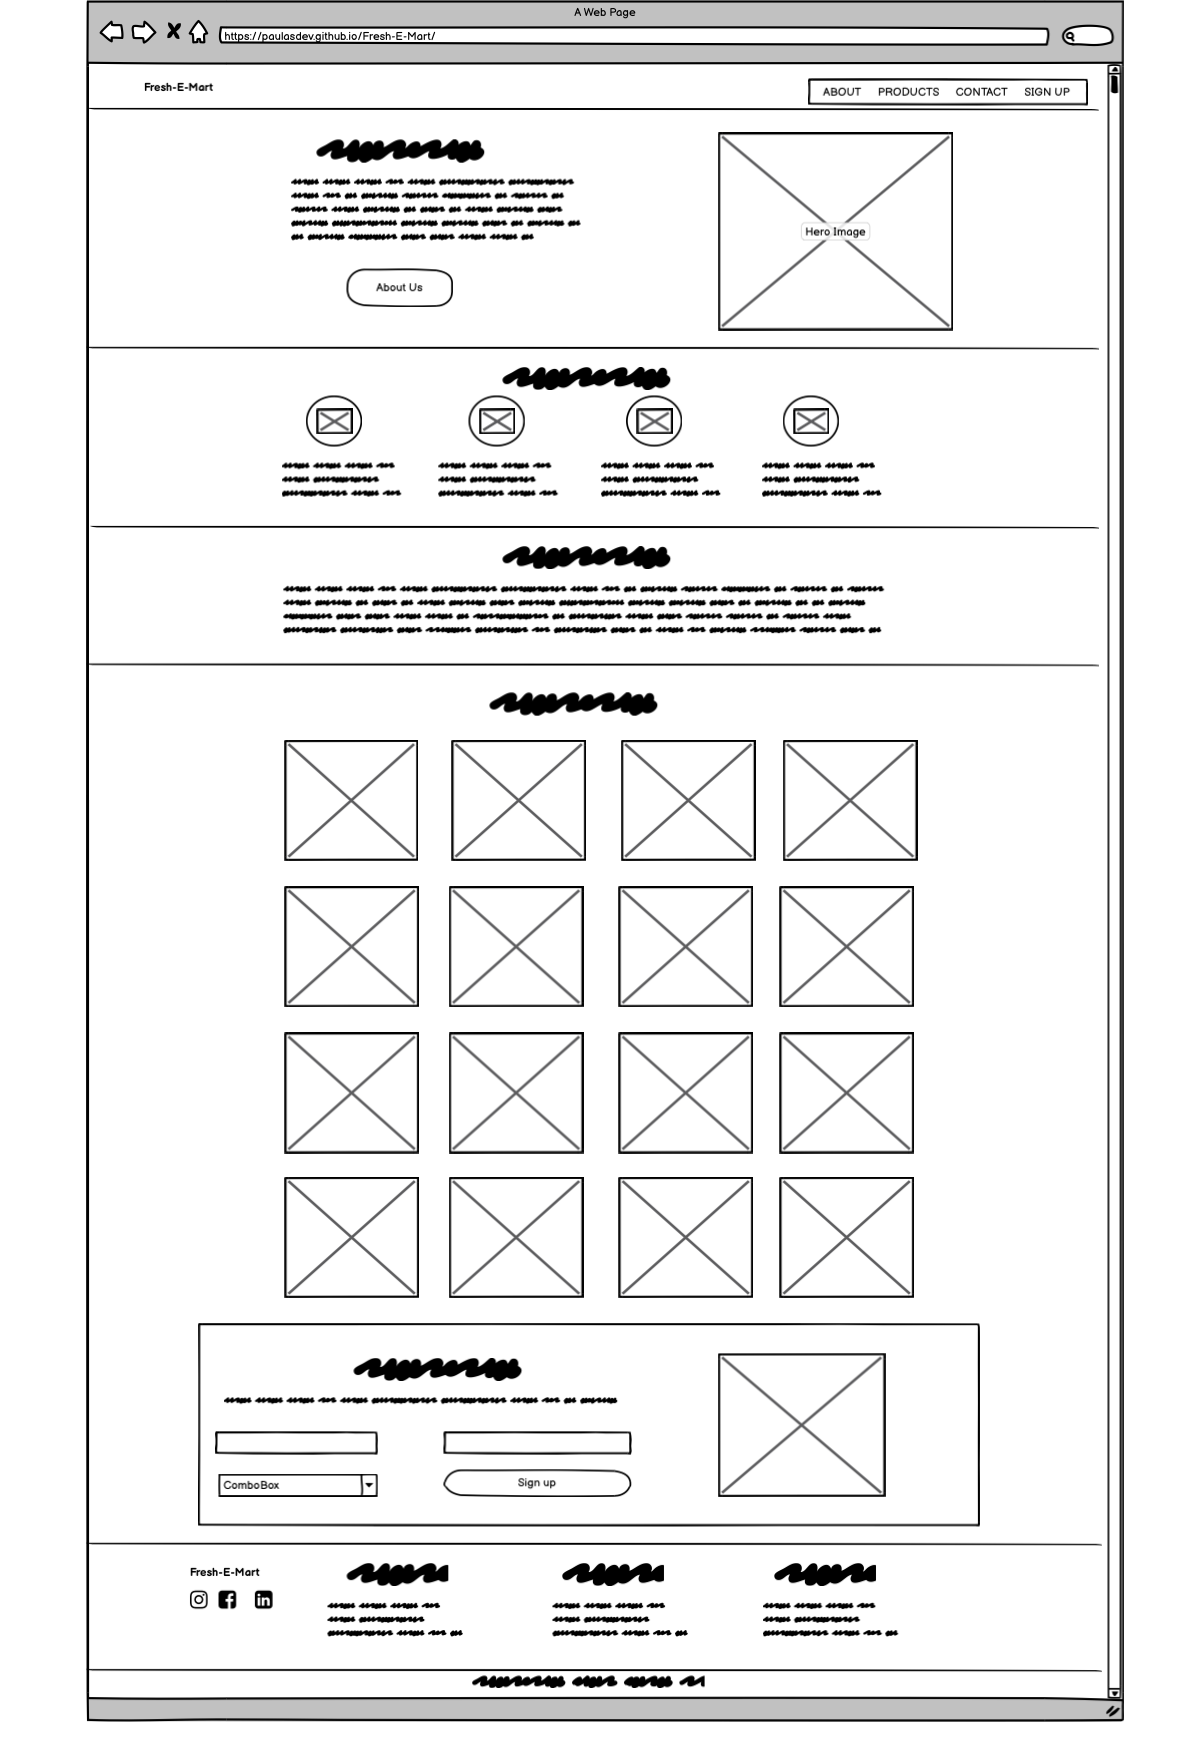 A Web Page
https://paulasdev.github.io/Fresh-E-Mart/
Fresh-E-Mart
ABOUT PRODUCTS CONTACT SIGN UP
Hero Image
About Us
ComboBox
Sign up
Fresh-E-Mart